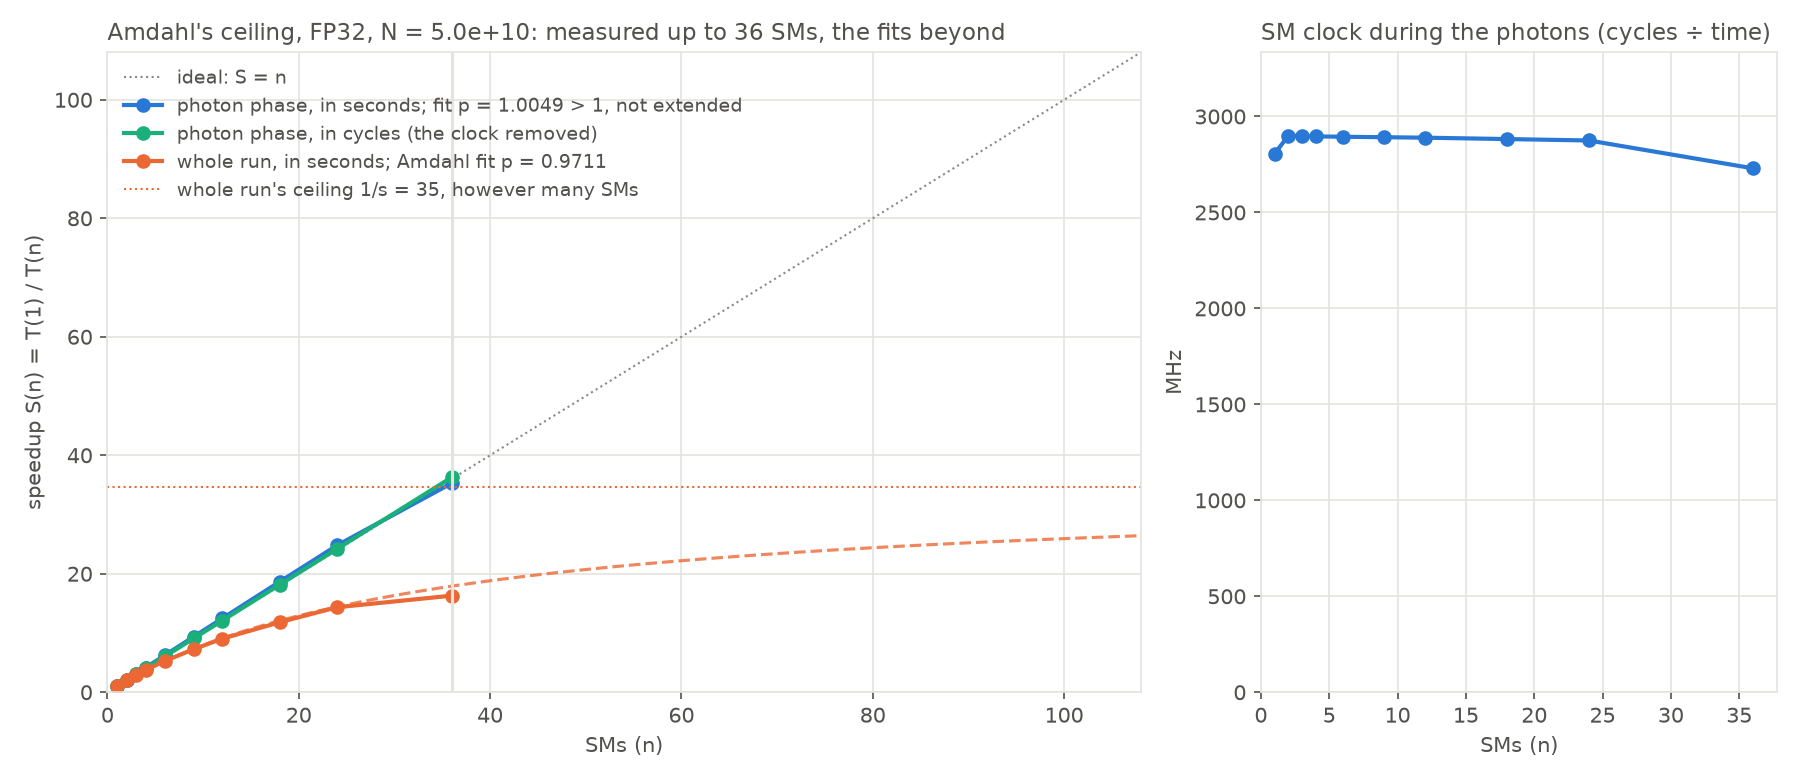 Amdahl's ceiling, FP32, N = 5.0e+10: measured up to 36 SMs, the fits beyond
ideal: S = n
photon phase, in seconds; fit p = 1.0049 > 1, not extended
photon phase, in cycles (the clock removed)
whole run, in seconds; Amdahl fit p = 0.9711
whole run's ceiling 1/s = 35, however many SMs
speedup S(n) = T(1) / T(n)
100
80
60
40
20
0
0 20 40 60 80 100
SMs (n)
SM clock during the photons (cycles ÷ time)
MHz
3000
2500
2000
1500
1000
500
0
0 5 10 15 20 25 30 35
SMs (n)